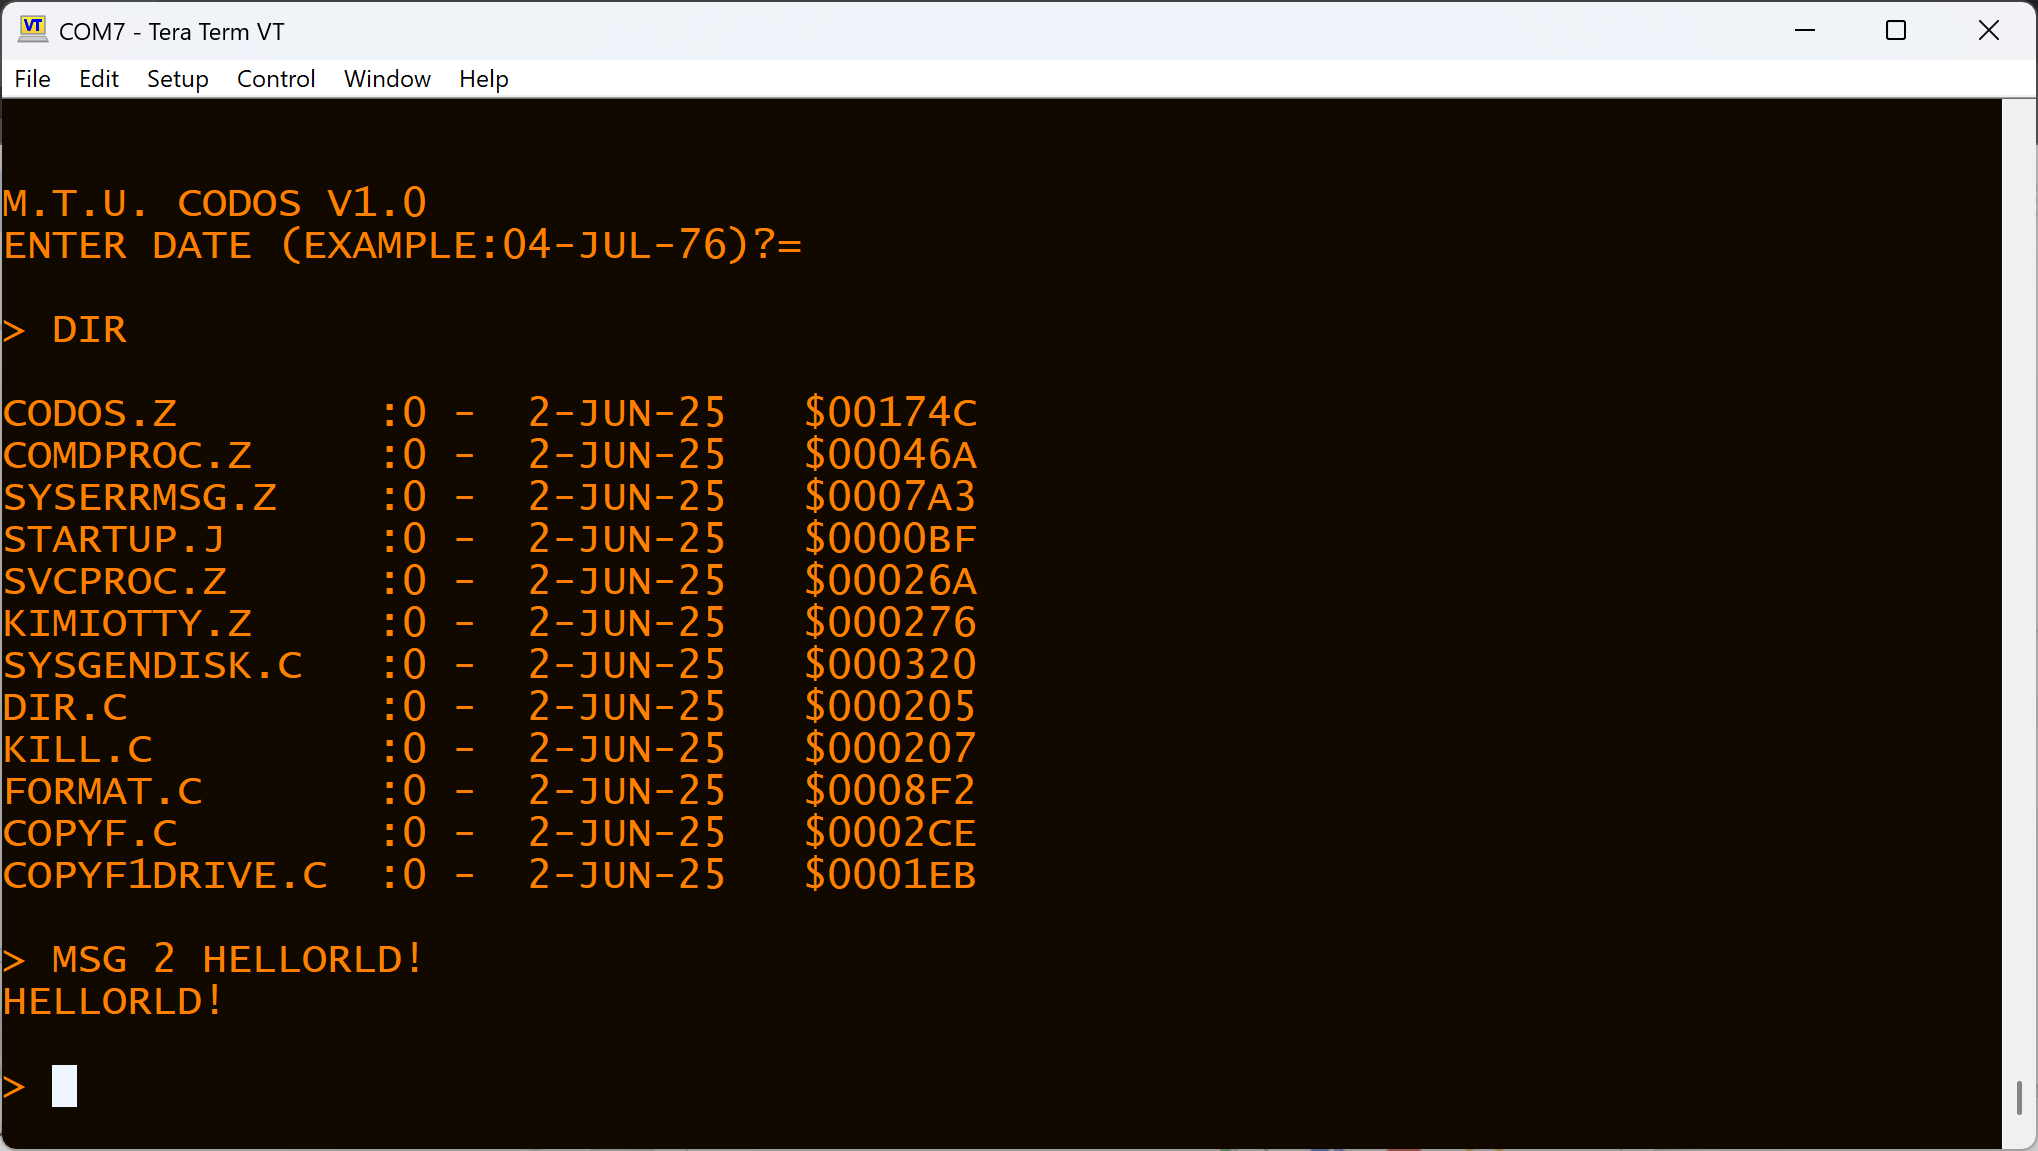 VT COM7 - Tera Term VT
File Edit Setup Control Window Help
M.T.U. CODOS V1.0
ENTER DATE (EXAMPLE:04-JUL-76)?=
> DIR
CODOS.Z :0 - 2-JUN-25 $00174C
COMDPROC.Z :0 - 2-JUN-25 $00046A
SYSERRMSG.Z :0 - 2-JUN-25 $0007A3
STARTUP.J :0 - 2-JUN-25 $0000BF
SVCPROC.Z :0 - 2-JUN-25 $00026A
KIMIOTTY.Z :0 - 2-JUN-25 $000276
SYSGENDISK.C :0 - 2-JUN-25 $000320
DIR.C :0 - 2-JUN-25 $000205
KILL.C :0 - 2-JUN-25 $000207
FORMAT.C :0 - 2-JUN-25 $0008F2
COPYF.C :0 - 2-JUN-25 $0002CE
COPYF1DRIVE.C :0 - 2-JUN-25 $0001EB
> MSG 2 HELLORLD!
HELLORLD!
>